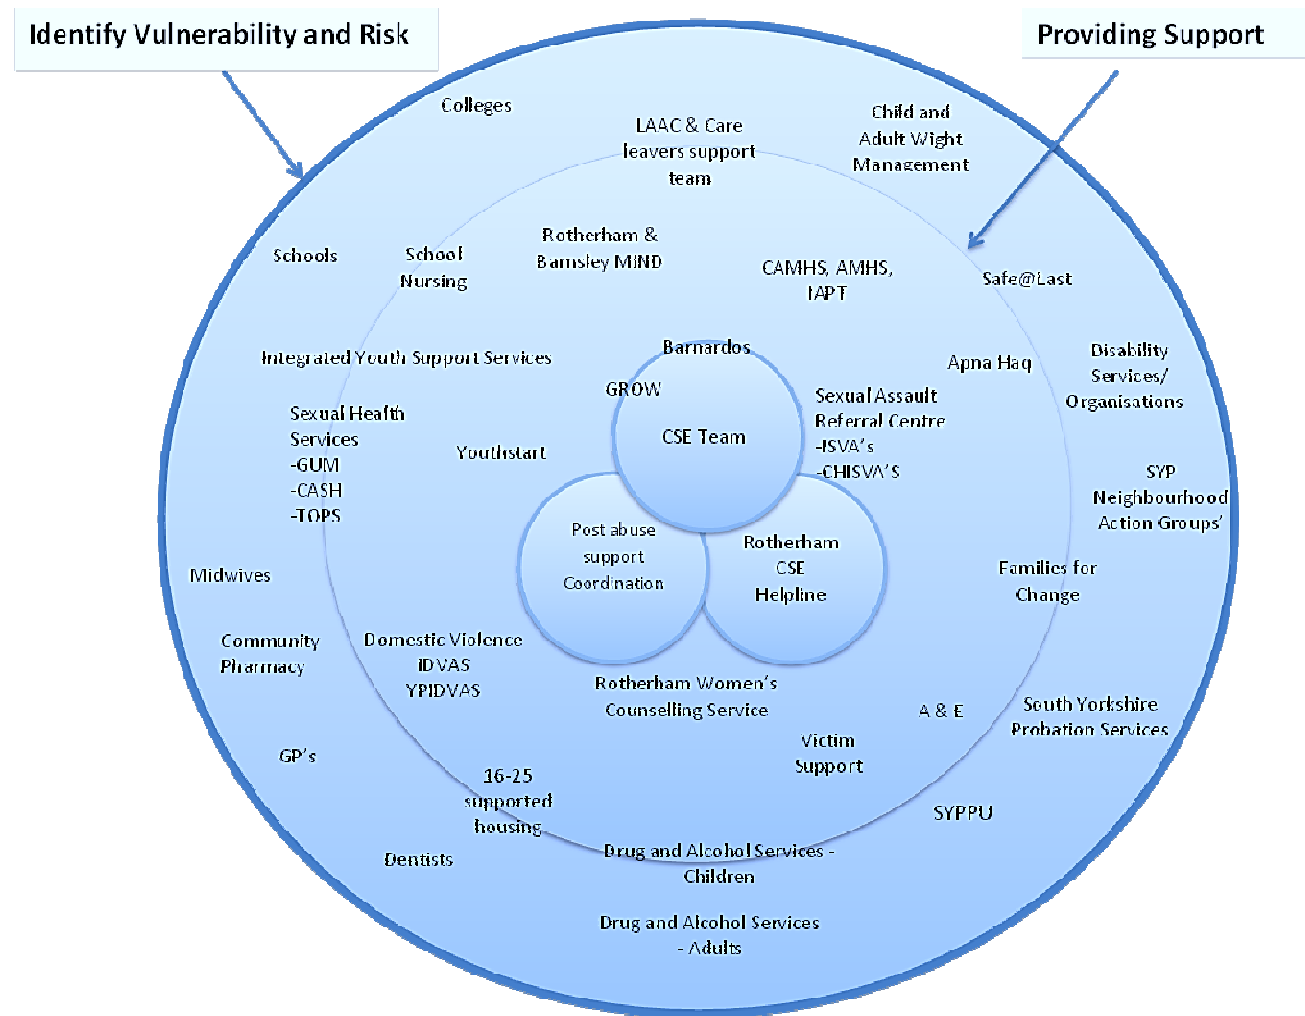 Identify Vulnerability and Risk
Providing Support
Colleges
LAAC & Care
leavers support
team
Child and
Adult Wight
Management
Schools
School
Nursing
Rotherham &
Barnsley MIND
CAMHS, AMHS,
IAPT
Safe@Last
Integrated Youth Support Services
Barnardos
Apna Haq
Disability
Services/
Organisations
GROW
Sexual Health
Services
-GUM
-CASH
-TOPS
Youthstart
CSE Team
Sexual Assault
Referral Centre
-ISVA's
-CHISVA'S
SYP
Neighbourhood
Action Groups'
Post abuse
support
Coordination
Rotherham
CSE
Helpline
Families for
Change
Midwives
Community
Pharmacy
Domestic Violence
IDVAS
YPIDVAS
Rotherham Women's
Counselling Service
A & E
South Yorkshire
Probation Services
Victim
Support
GP's
16-25
supported
housing
SYPPU
Dentists
Drug and Alcohol Services -
Children
Drug and Alcohol Services
- Adults